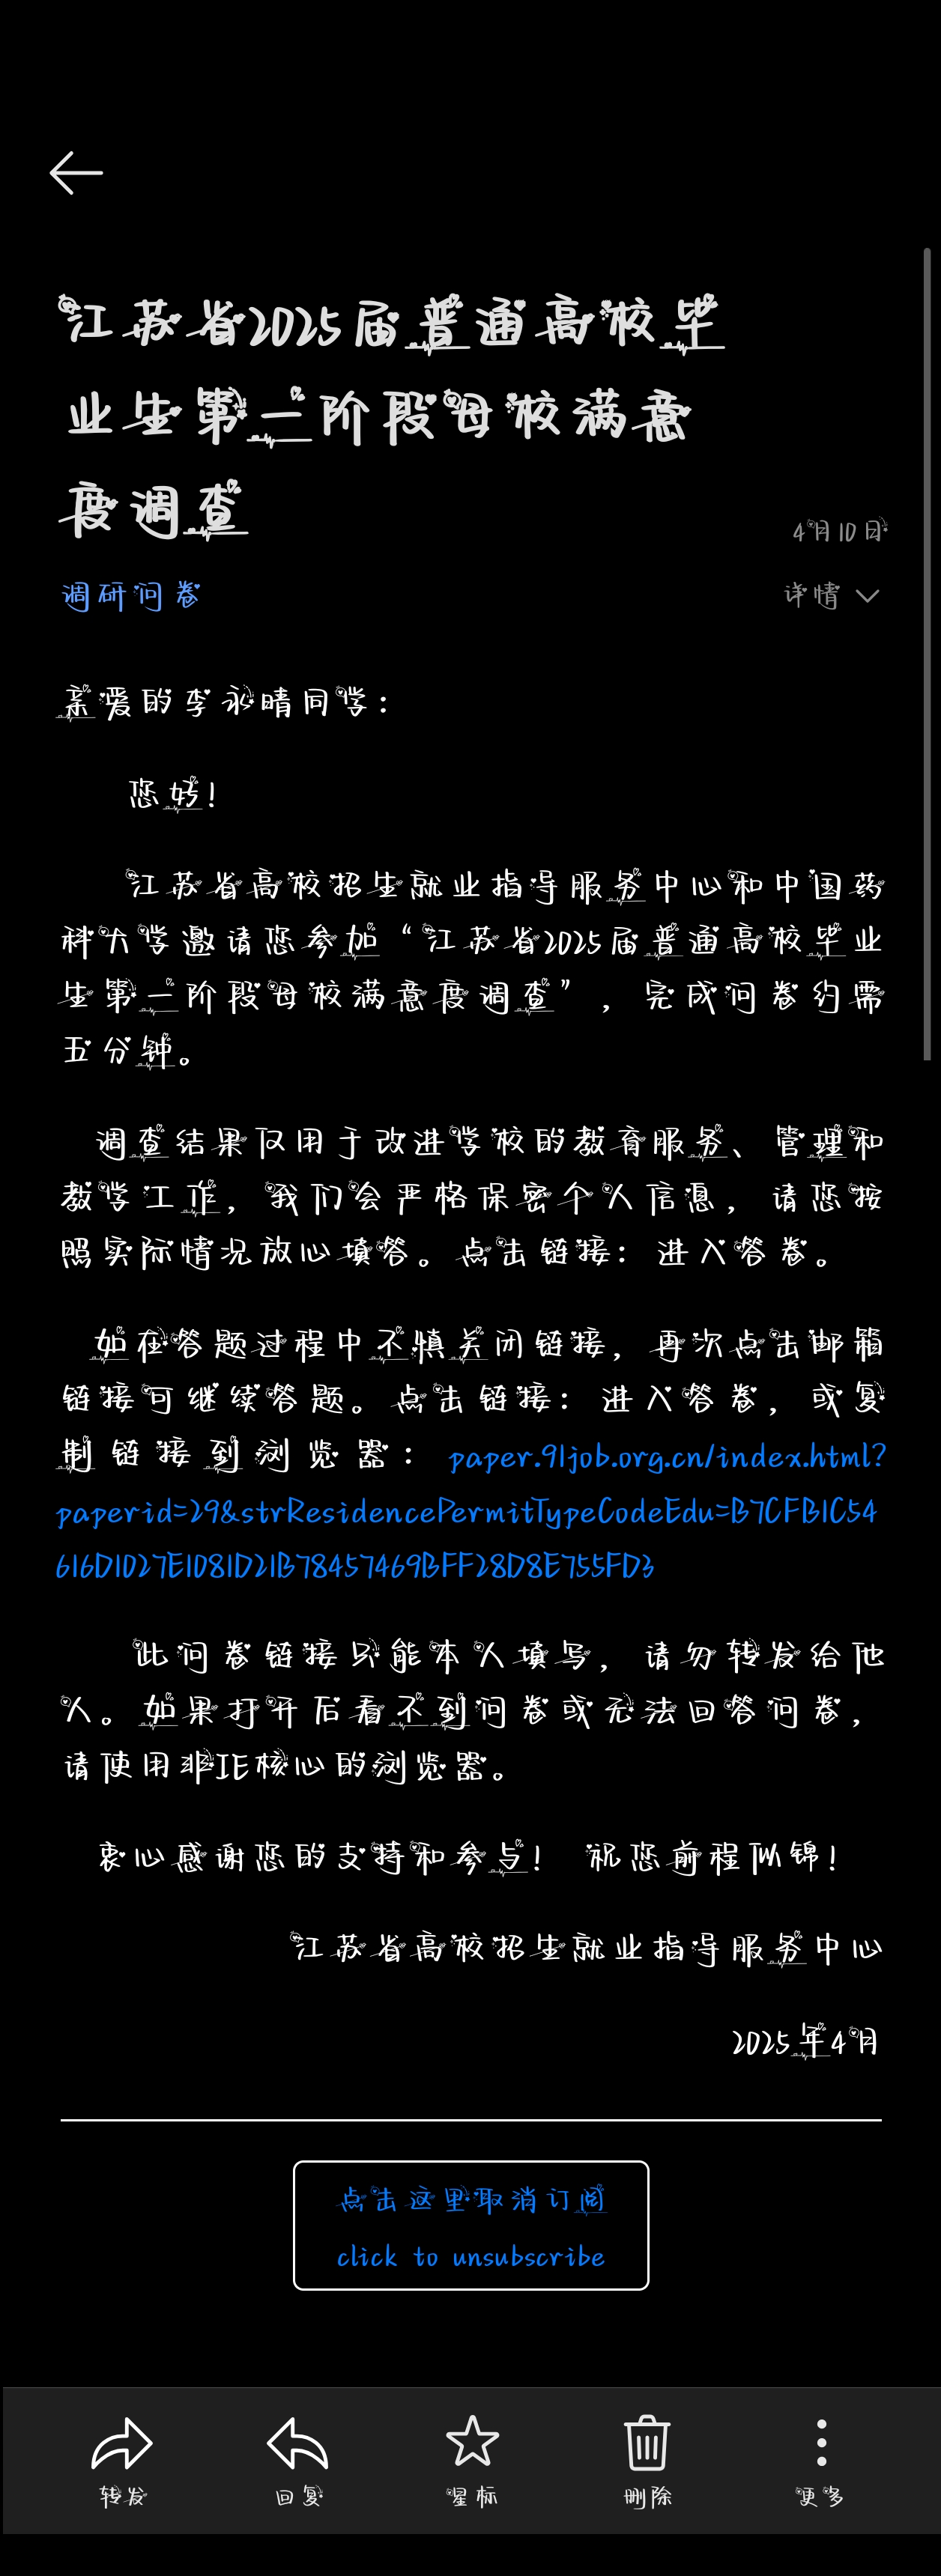 江苏省2025届普通高校毕
业生第二阶段母校满意
度调查
4月10日
调研问卷
详情
亲爱的李永晴同学：
您好！
江苏省高校招生就业指导服务中心和中国药
科大学邀请您参加“江苏省2025届普通高校毕业
生第二阶段母校满意度调查”，完成问卷约需
五分钟。
调查结果仅用于改进学校的教育服务、管理和
教学工作，我们会严格保密个人信息，请您按
照实际情况放心填答。点击链接：进入答卷。
如在答题过程中不慎关闭链接，再次点击邮箱
链接可继续答题。点击链接：进入答卷，或复
制链接到浏览器：paper.91job.org.cn/index.html?
paperid=29&strResidencePermitTypeCodeEdu=B7CFB1C54
616D1D27E1D81D21B78457469BFF28D8E755FD3
此问卷链接只能本人填写，请勿转发给他
人。如果打开后看不到问卷或无法回答问卷，
请使用非IE核心的浏览器。
衷心感谢您的支持和参与！ 祝您前程似锦！
江苏省高校招生就业指导服务中心
2025年4月
点击这里取消订阅
click to unsubscribe
转发 回复 星标 删除 更多